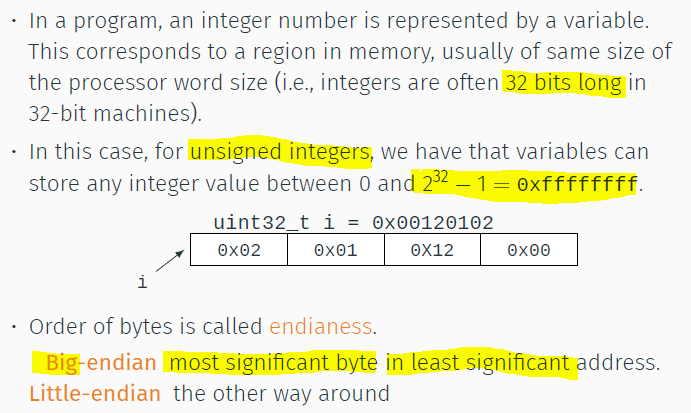 · In a program, an integer number is represented by a variable.
This corresponds to a region in memory, usually of same size of
the processor word size (i.e., integers are often 32 bits long in
32-bit machines).
· In this case, for unsigned integers, we have that variables can
store any integer value between 0 and 2³² − 1 = 0xffffffff.
uint32_t i = 0x00120102
0x02 0x01 0X12 0x00
i
· Order of bytes is called endianess.
Big-endian most significant byte in least significant address.
Little-endian the other way around